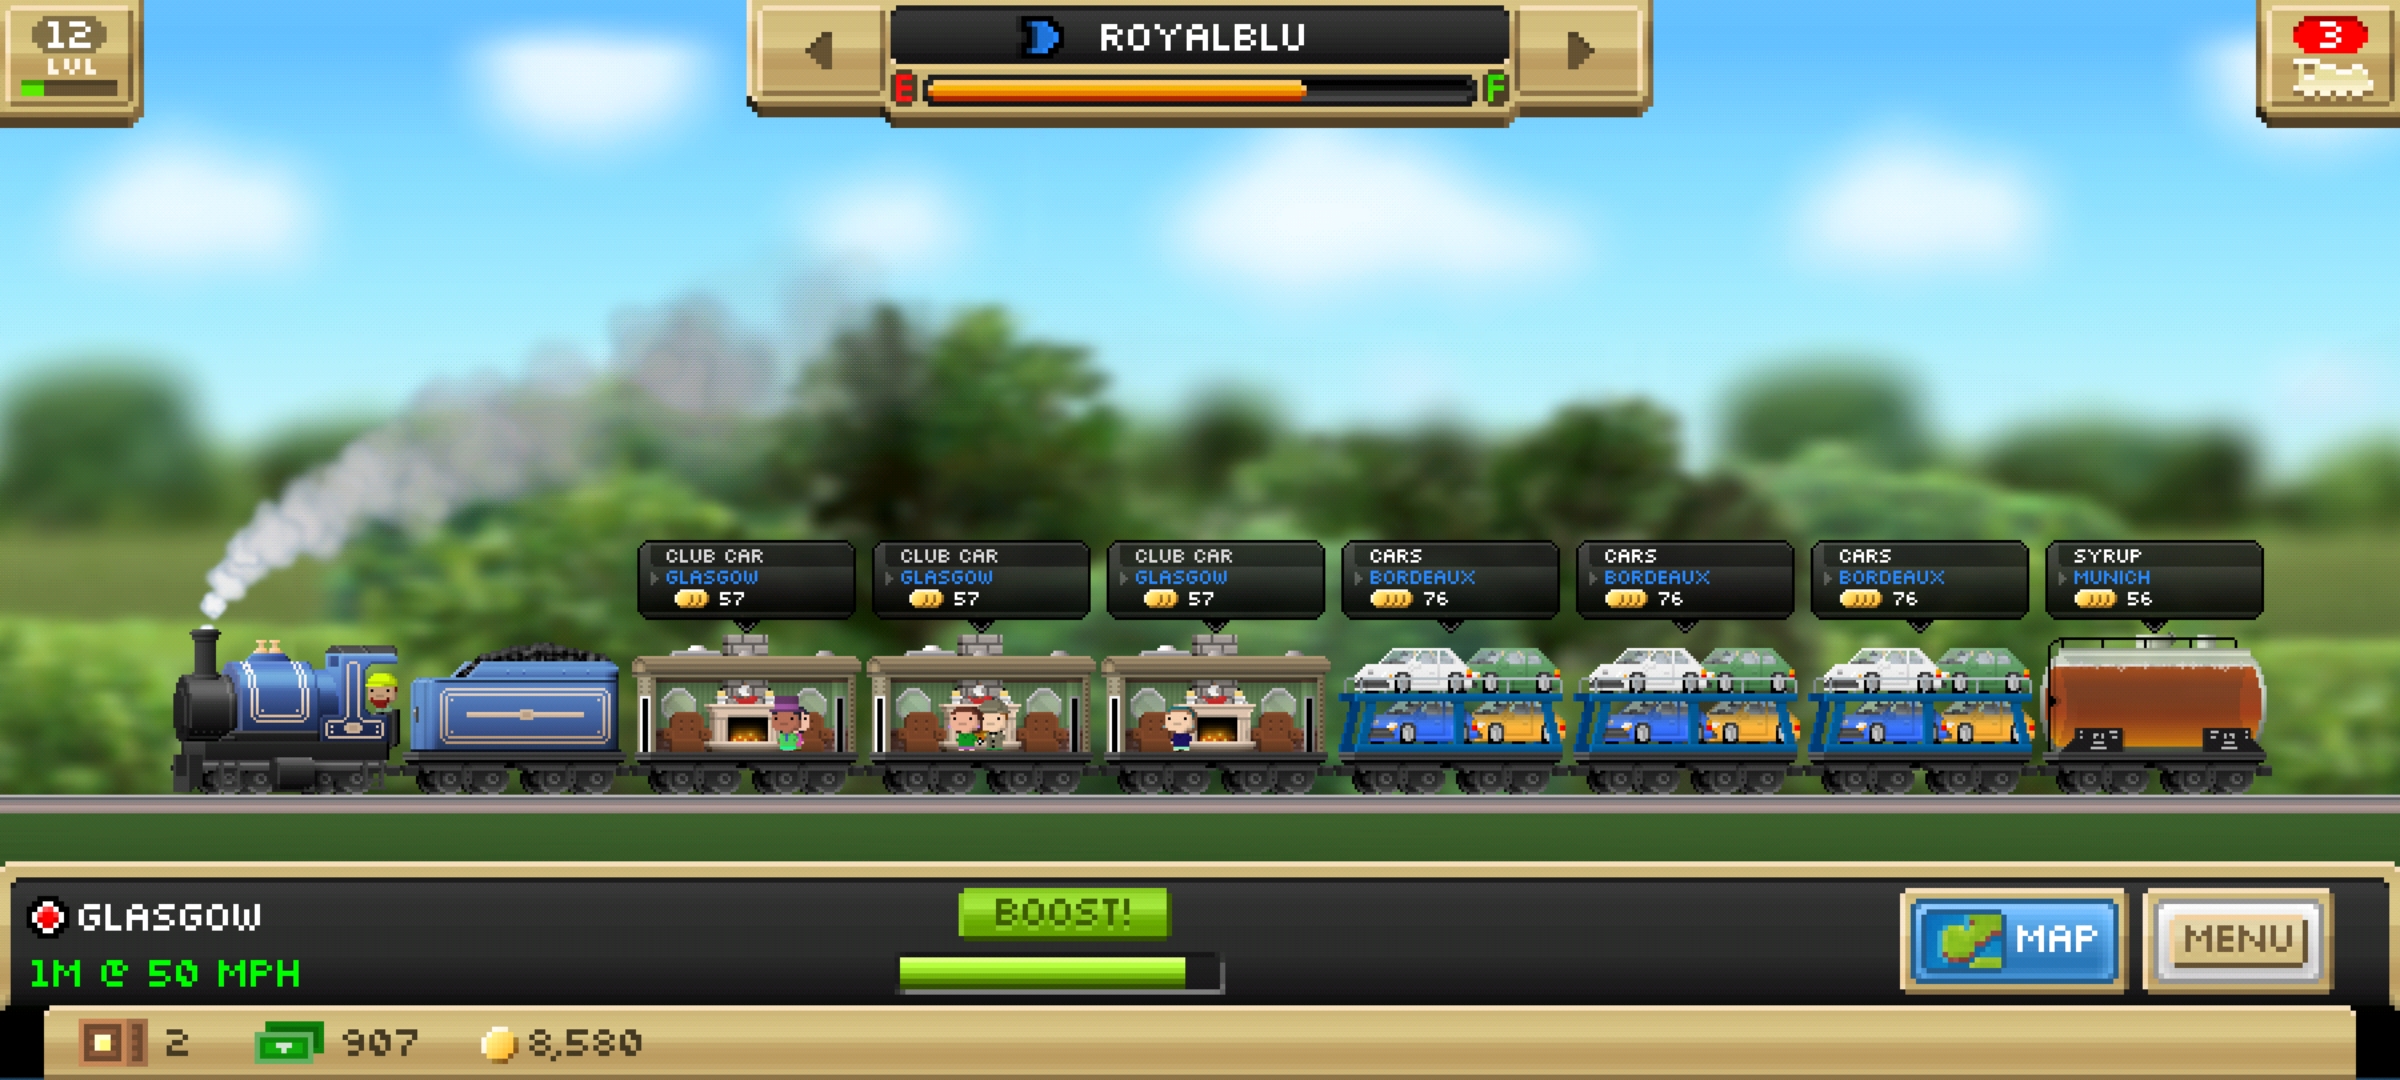 12
LVL
ROYALBLU
E F
3
CLUB CAR
GLASGOW
57
CLUB CAR
GLASGOW
57
CLUB CAR
GLASGOW
57
CARS
BORDEAUX
76
CARS
BORDEAUX
76
CARS
BORDEAUX
76
SYRUP
MUNICH
56
GLASGOW
1M @ 50 MPH
BOOST!
MAP
MENU
2
907
8,580